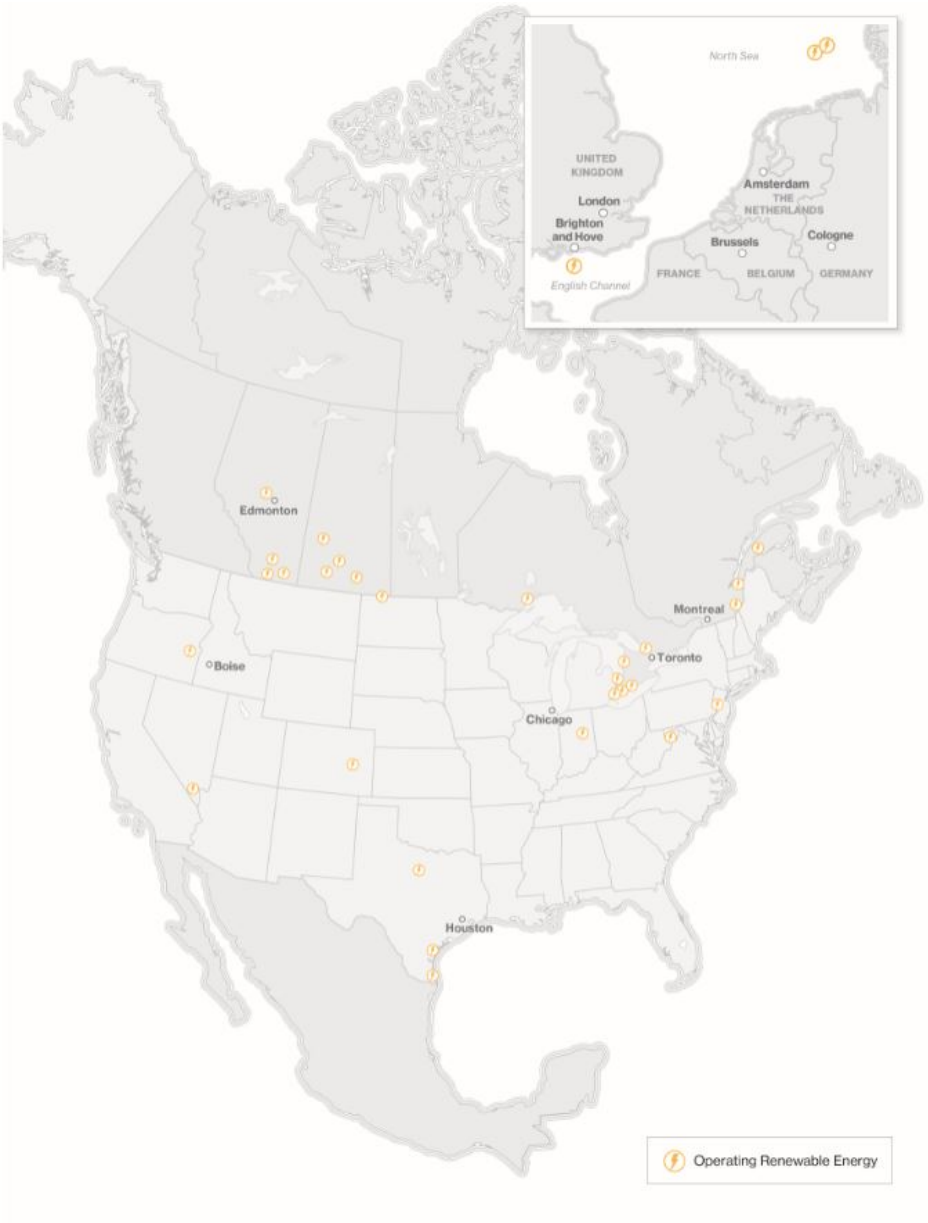 North Sea
UNITED
KINGDOM
Amsterdam
THE
NETHERLANDS
London
Brighton
and Hove
Brussels
Cologne
FRANCE
BELGIUM
GERMANY
English Channel
Edmonton
Montreal
Toronto
Boise
Chicago
Houston
Operating Renewable Energy